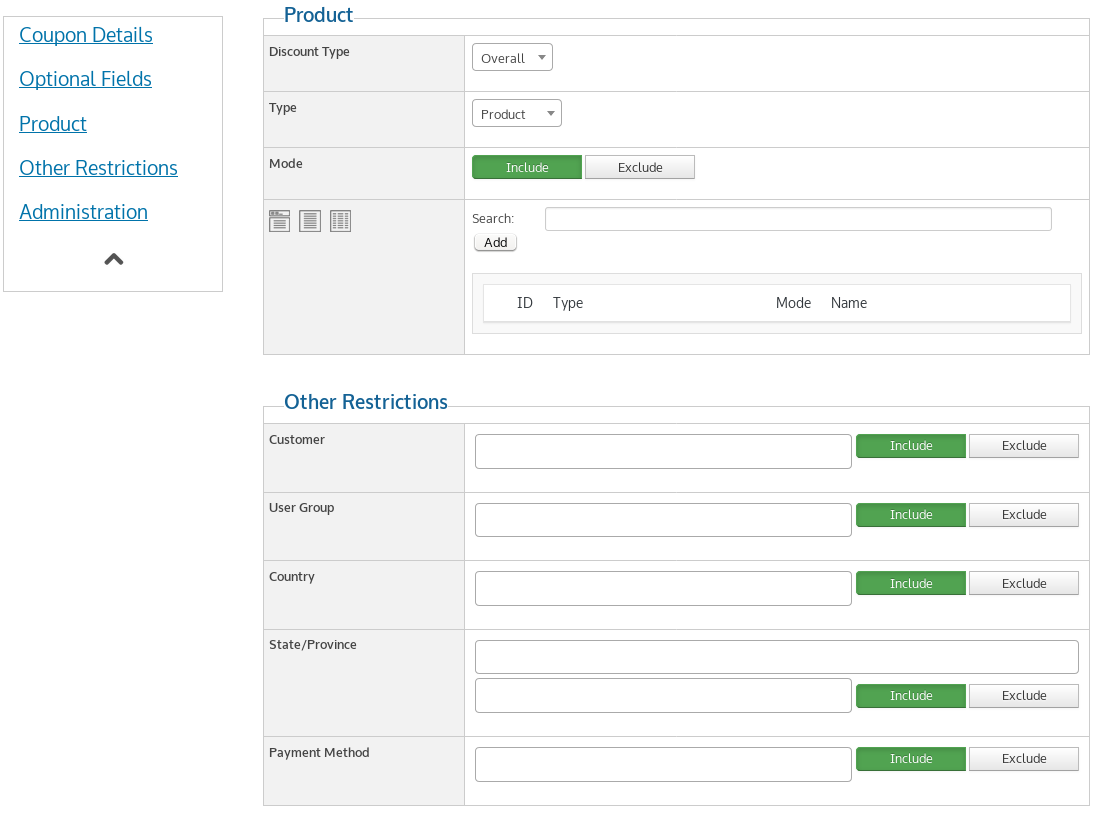 Coupon Details
Optional Fields
Product
Other Restrictions
Administration
Product
Discount Type
Overall
Type
Product
Mode
Include Exclude
Search:
Add
ID Type Mode Name
Other Restrictions
Customer
Include Exclude
User Group
Include Exclude
Country
Include Exclude
State/Province
Include Exclude
Payment Method
Include Exclude